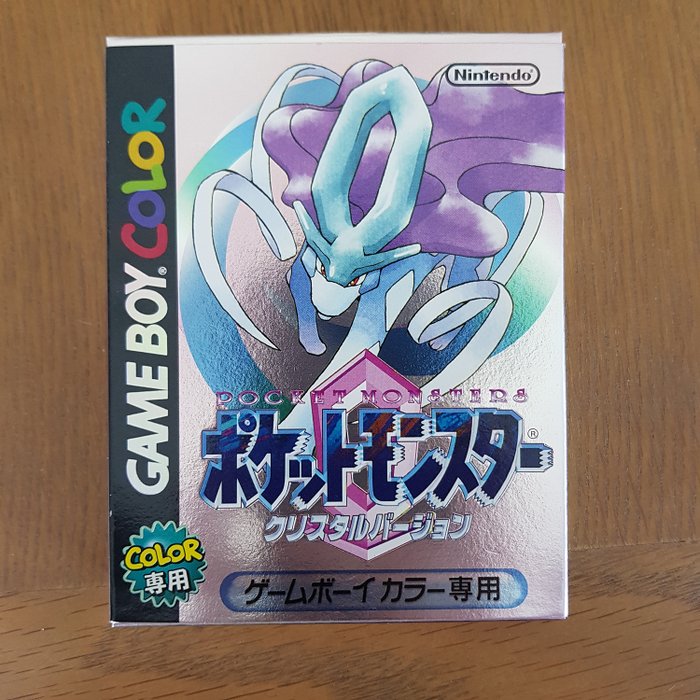 Nintendo®
GAME BOY® COLOR
POCKET MONSTERS
ポケットモンスター®
クリスタルバージョン
COLOR
専用
ゲームボーイ カラー専用